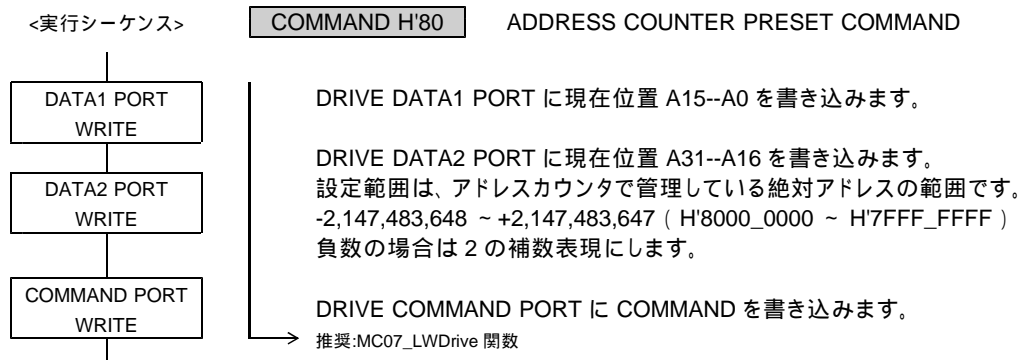 <実行シーケンス>
COMMAND H'80 ADDRESS COUNTER PRESET COMMAND
DATA1 PORT
WRITE
DRIVE DATA1 PORT に現在位置 A15--A0 を書き込みます。
DATA2 PORT
WRITE
DRIVE DATA2 PORT に現在位置 A31--A16 を書き込みます。
設定範囲は、アドレスカウンタで管理している絶対アドレスの範囲です。
-2,147,483,648 ~ +2,147,483,647 ( H'8000_0000 ~ H'7FFF_FFFF )
負数の場合は 2 の補数表現にします。
COMMAND PORT
WRITE
DRIVE COMMAND PORT に COMMAND を書き込みます。
推奨:MC07_LWDrive 関数